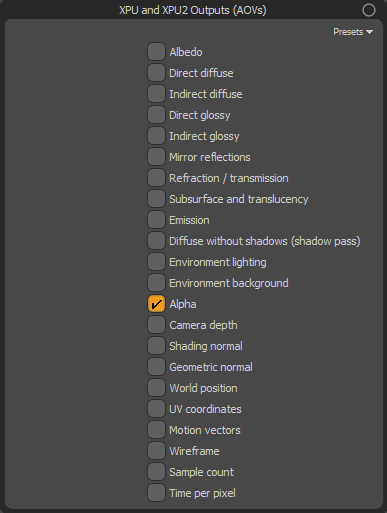 XPU and XPU2 Outputs (AOVs)
Presets
Albedo
Direct diffuse
Indirect diffuse
Direct glossy
Indirect glossy
Mirror reflections
Refraction / transmission
Subsurface and translucency
Emission
Diffuse without shadows (shadow pass)
Environment lighting
Environment background
Alpha
Camera depth
Shading normal
Geometric normal
World position
UV coordinates
Motion vectors
Wireframe
Sample count
Time per pixel